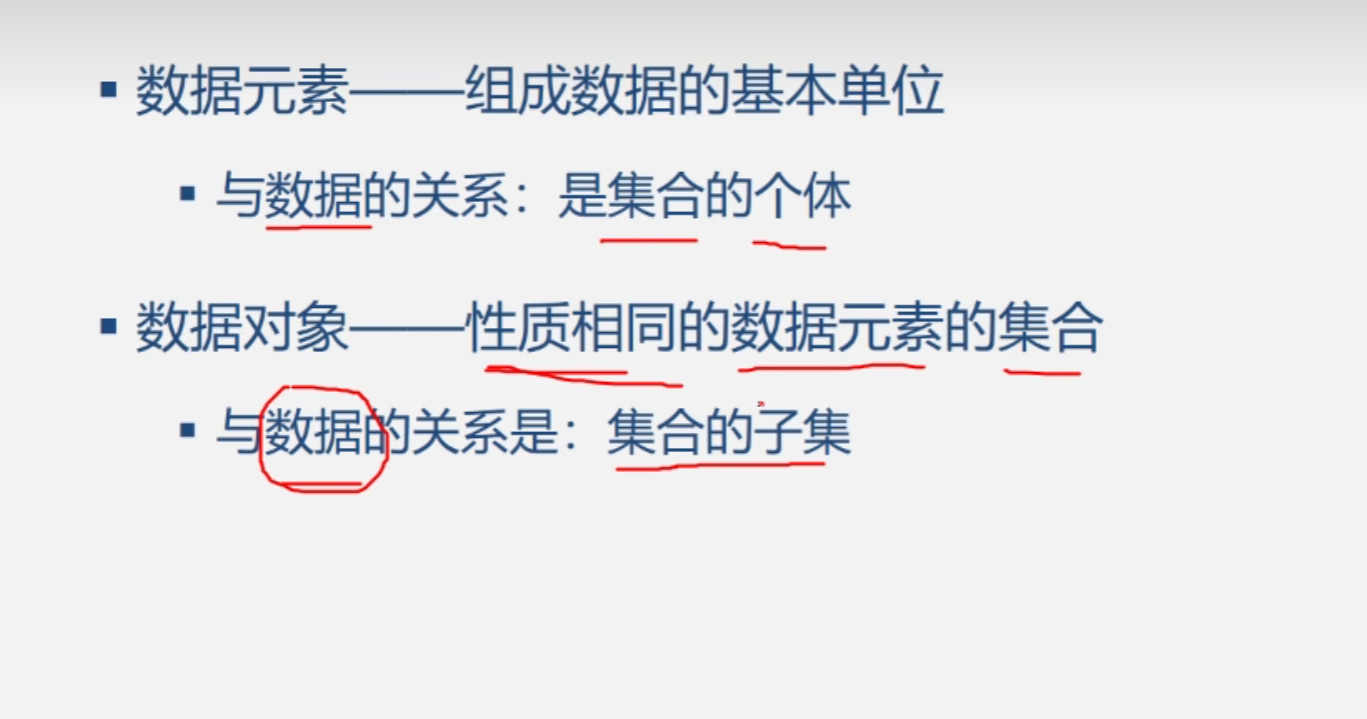 ▪ 数据元素——组成数据的基本单位
▪ 与数据的关系：是集合的个体
▪ 数据对象——性质相同的数据元素的集合
▪ 与数据的关系是：集合的子集